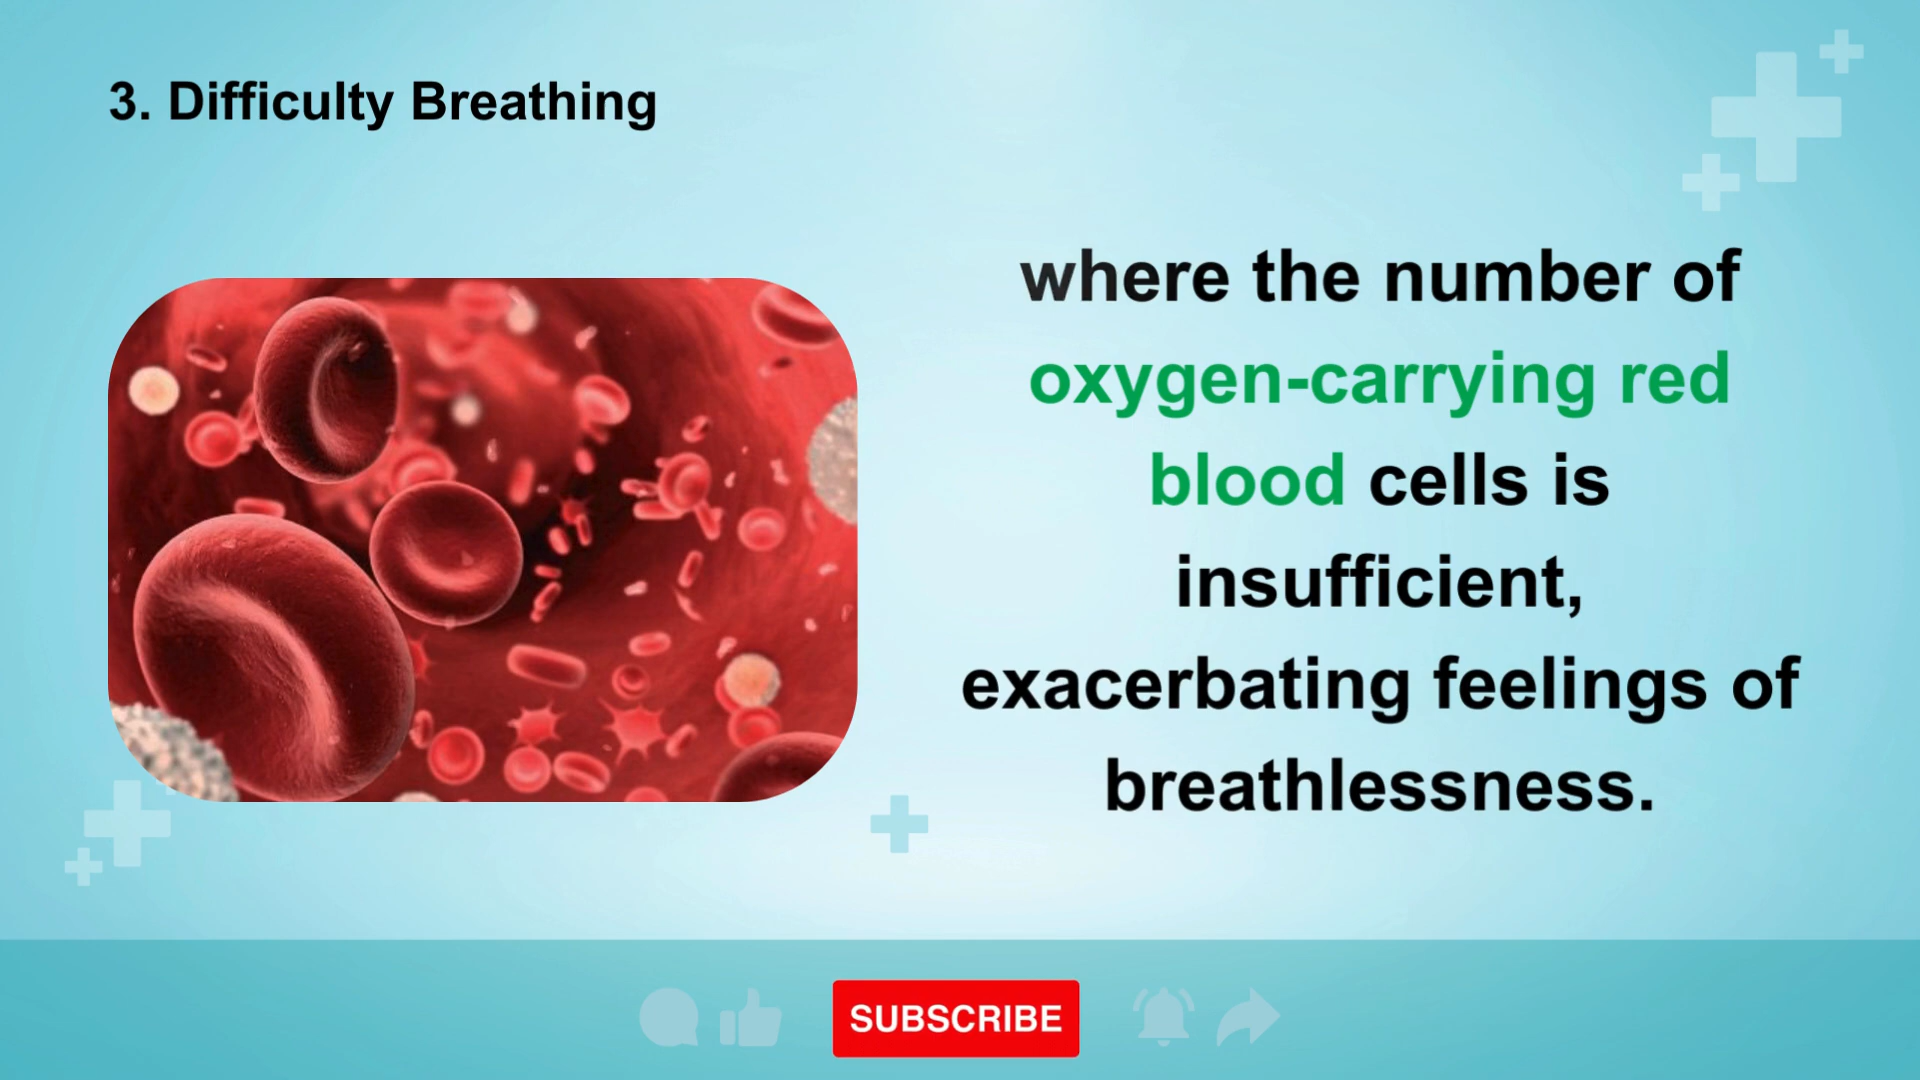 3. Difficulty Breathing
where the number of
oxygen-carrying red
blood cells is
insufficient,
exacerbating feelings of
breathlessness.
SUBSCRIBE